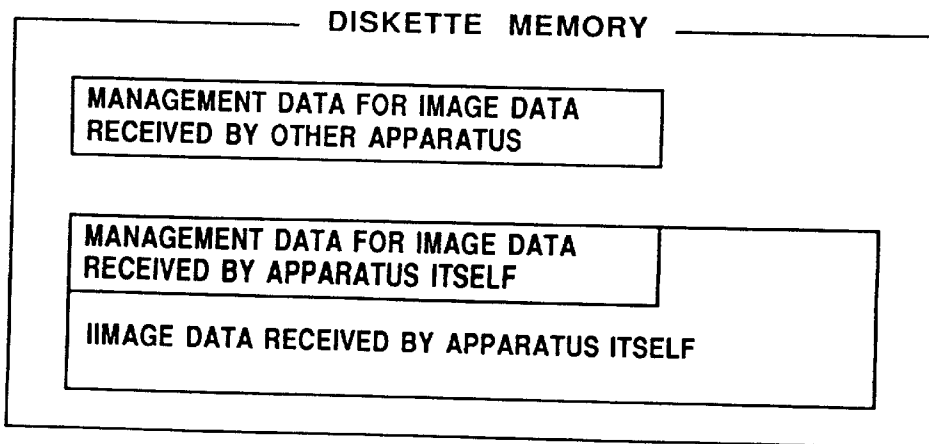 DISKETTE MEMORY
MANAGEMENT DATA FOR IMAGE DATA
RECEIVED BY OTHER APPARATUS
MANAGEMENT DATA FOR IMAGE DATA
RECEIVED BY APPARATUS ITSELF
IIMAGE DATA RECEIVED BY APPARATUS ITSELF